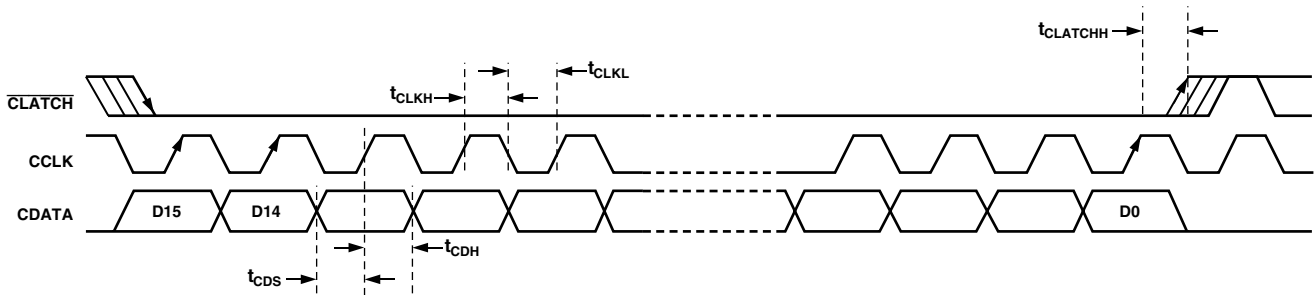 tCLATCHH
tCLKL
tCLKH
CLATCH
CCLK
CDATA
D15
D14
D0
tCDH
tCDS